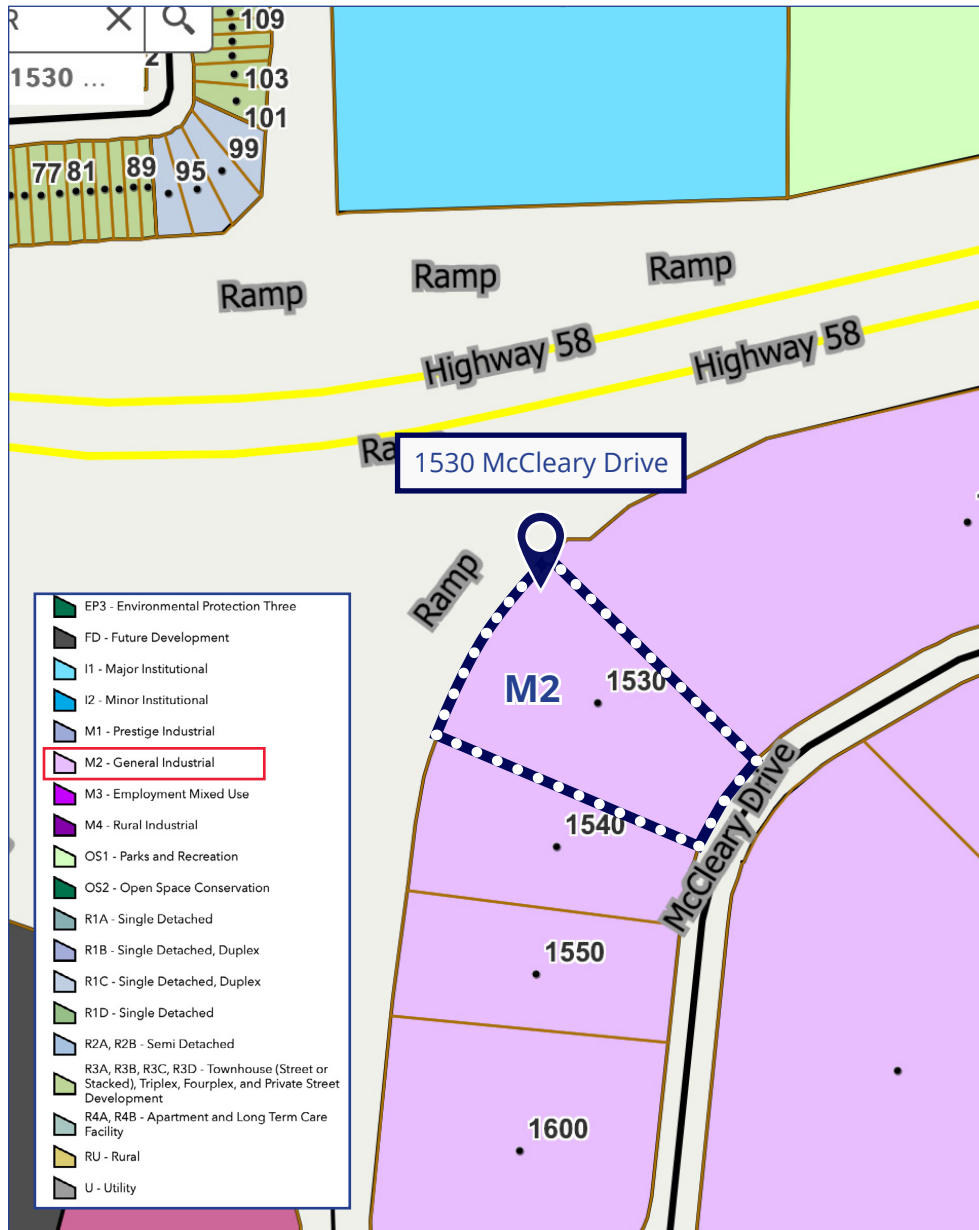 R
1530 ...
2
109
103
101
99
95
89
77 81
Ramp
Ramp
Ramp
Highway 58
Highway 58
Ra
1530 McCleary Drive
Ramp
1530
M2
1540
McCleary Drive
1550
1600
EP3 - Environmental Protection Three
FD - Future Development
I1 - Major Institutional
I2 - Minor Institutional
M1 - Prestige Industrial
M2 - General Industrial
M3 - Employment Mixed Use
M4 - Rural Industrial
OS1 - Parks and Recreation
OS2 - Open Space Conservation
R1A - Single Detached
R1B - Single Detached, Duplex
R1C - Single Detached, Duplex
R1D - Single Detached
R2A, R2B - Semi Detached
R3A, R3B, R3C, R3D - Townhouse (Street or
Stacked), Triplex, Fourplex, and Private Street
Development
R4A, R4B - Apartment and Long Term Care
Facility
RU - Rural
U - Utility